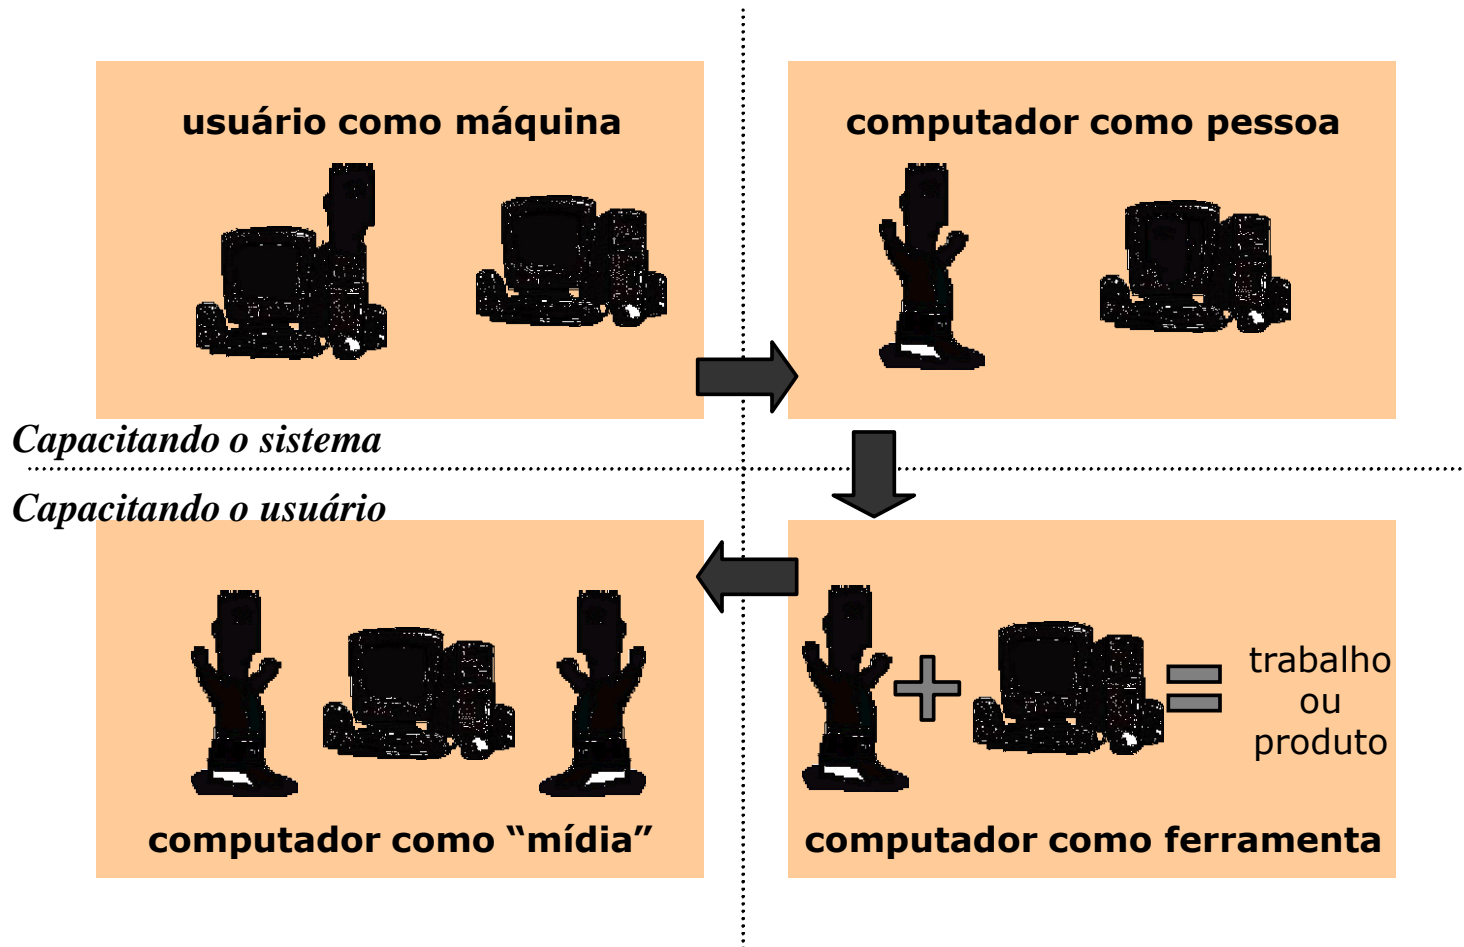 usuário como máquina
computador como pessoa
Capacitando o sistema
Capacitando o usuário
computador como “mídia”
trabalho
ou
produto
computador como ferramenta